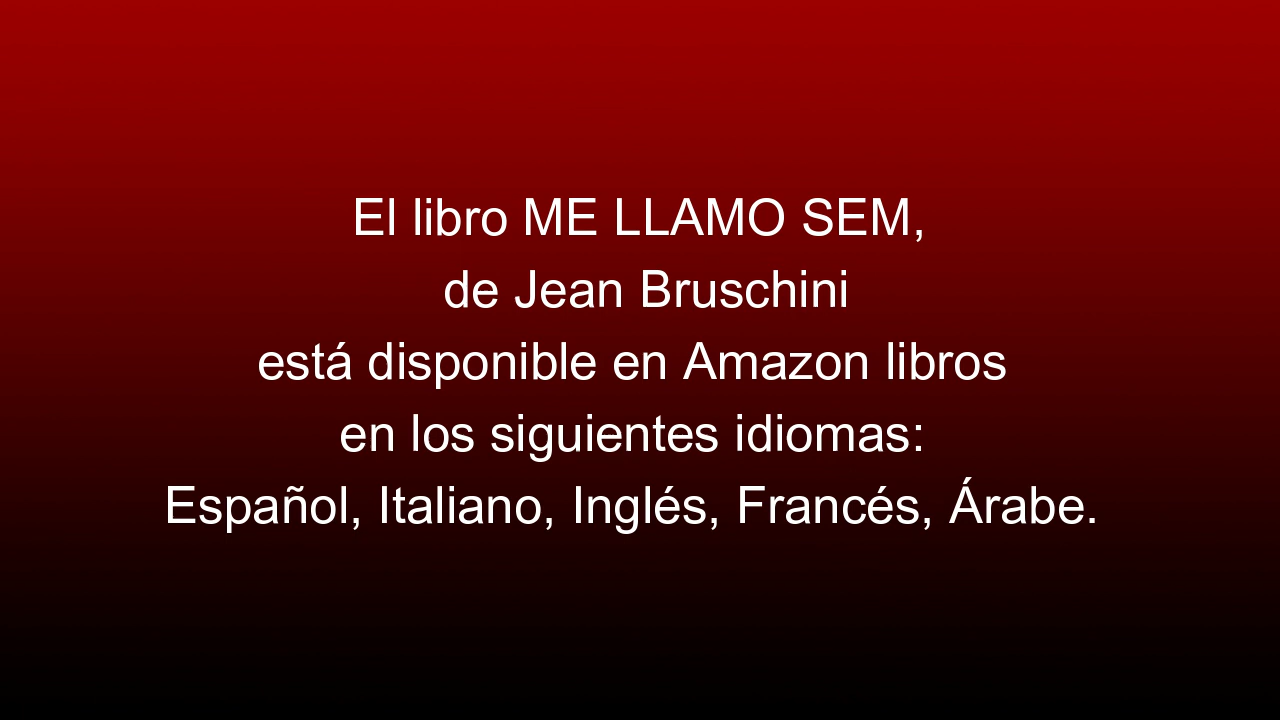 El libro ME LLAMO SEM,
de Jean Bruschini
está disponible en Amazon libros
en los siguientes idiomas:
Español, Italiano, Inglés, Francés, Árabe.